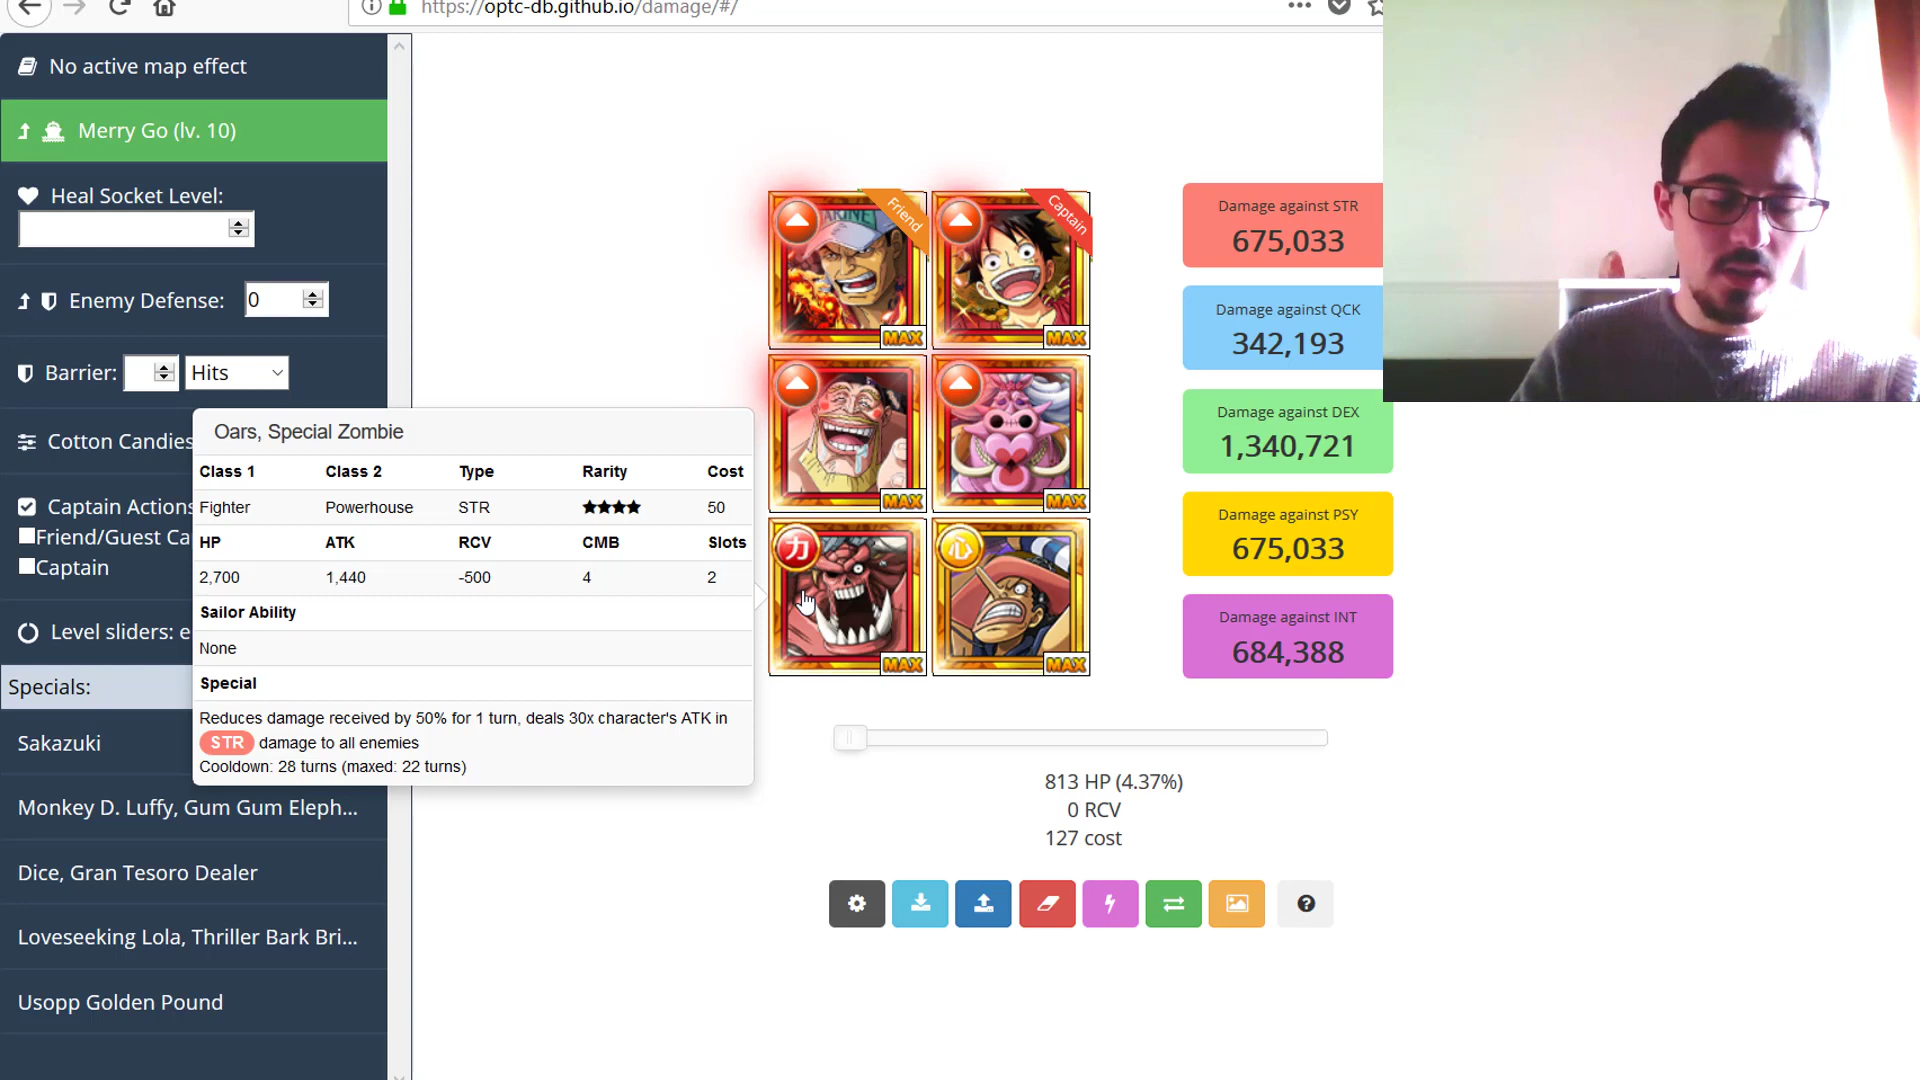 https://optc-db.github.io/damage/#/
No active map effect
Merry Go (lv. 10)
Heal Socket Level:
Enemy Defense: 0
Barrier: Hits
Cotton Candies
Captain Actions
Friend/Guest Ca
Captain
Level sliders: e
Specials:
Sakazuki
Monkey D. Luffy, Gum Gum Eleph...
Dice, Gran Tesoro Dealer
Loveseeking Lola, Thriller Bark Bri...
Usopp Golden Pound
Oars, Special Zombie
Class 1 Class 2 Type Rarity Cost
Fighter Powerhouse STR ★★★★ 50
HP ATK RCV CMB Slots
2,700 1,440 -500 4 2
Sailor Ability
None
Special
Reduces damage received by 50% for 1 turn, deals 30x character's ATK in
STR damage to all enemies
Cooldown: 28 turns (maxed: 22 turns)
Friend
Captain
MAX
MAX
MAX
MAX
力
心
MAX
MAX
813 HP (4.37%)
0 RCV
127 cost
Damage against STR
675,033
Damage against QCK
342,193
Damage against DEX
1,340,721
Damage against PSY
675,033
Damage against INT
684,388